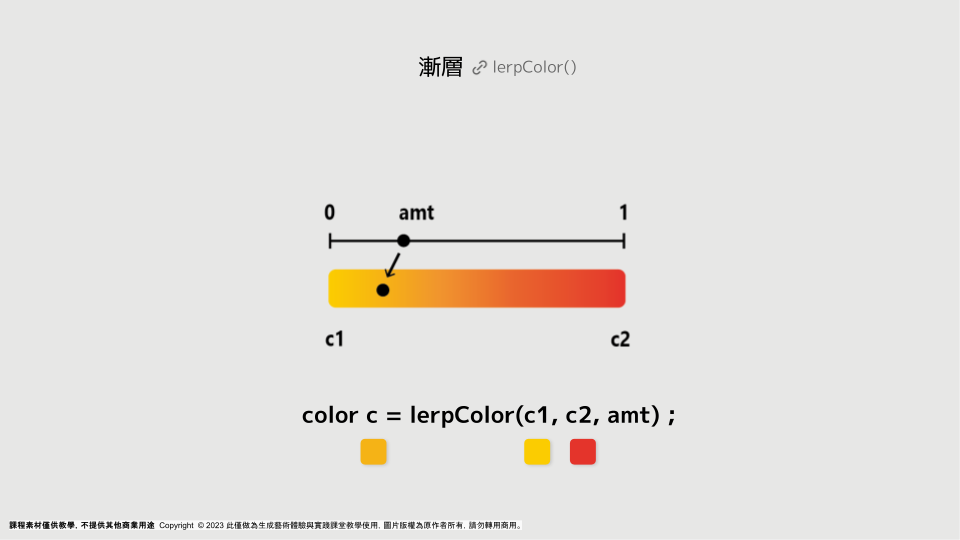 漸層 lerpColor()
0 amt 1
c1 c2
color c = lerpColor(c1, c2, amt) ;
課程素材僅供教學, 不提供其他商業用途 Copyright © 2023 此僅做為生成藝術體驗與實踐課堂教學使用, 圖片版權為原作者所有, 請勿轉用商用。